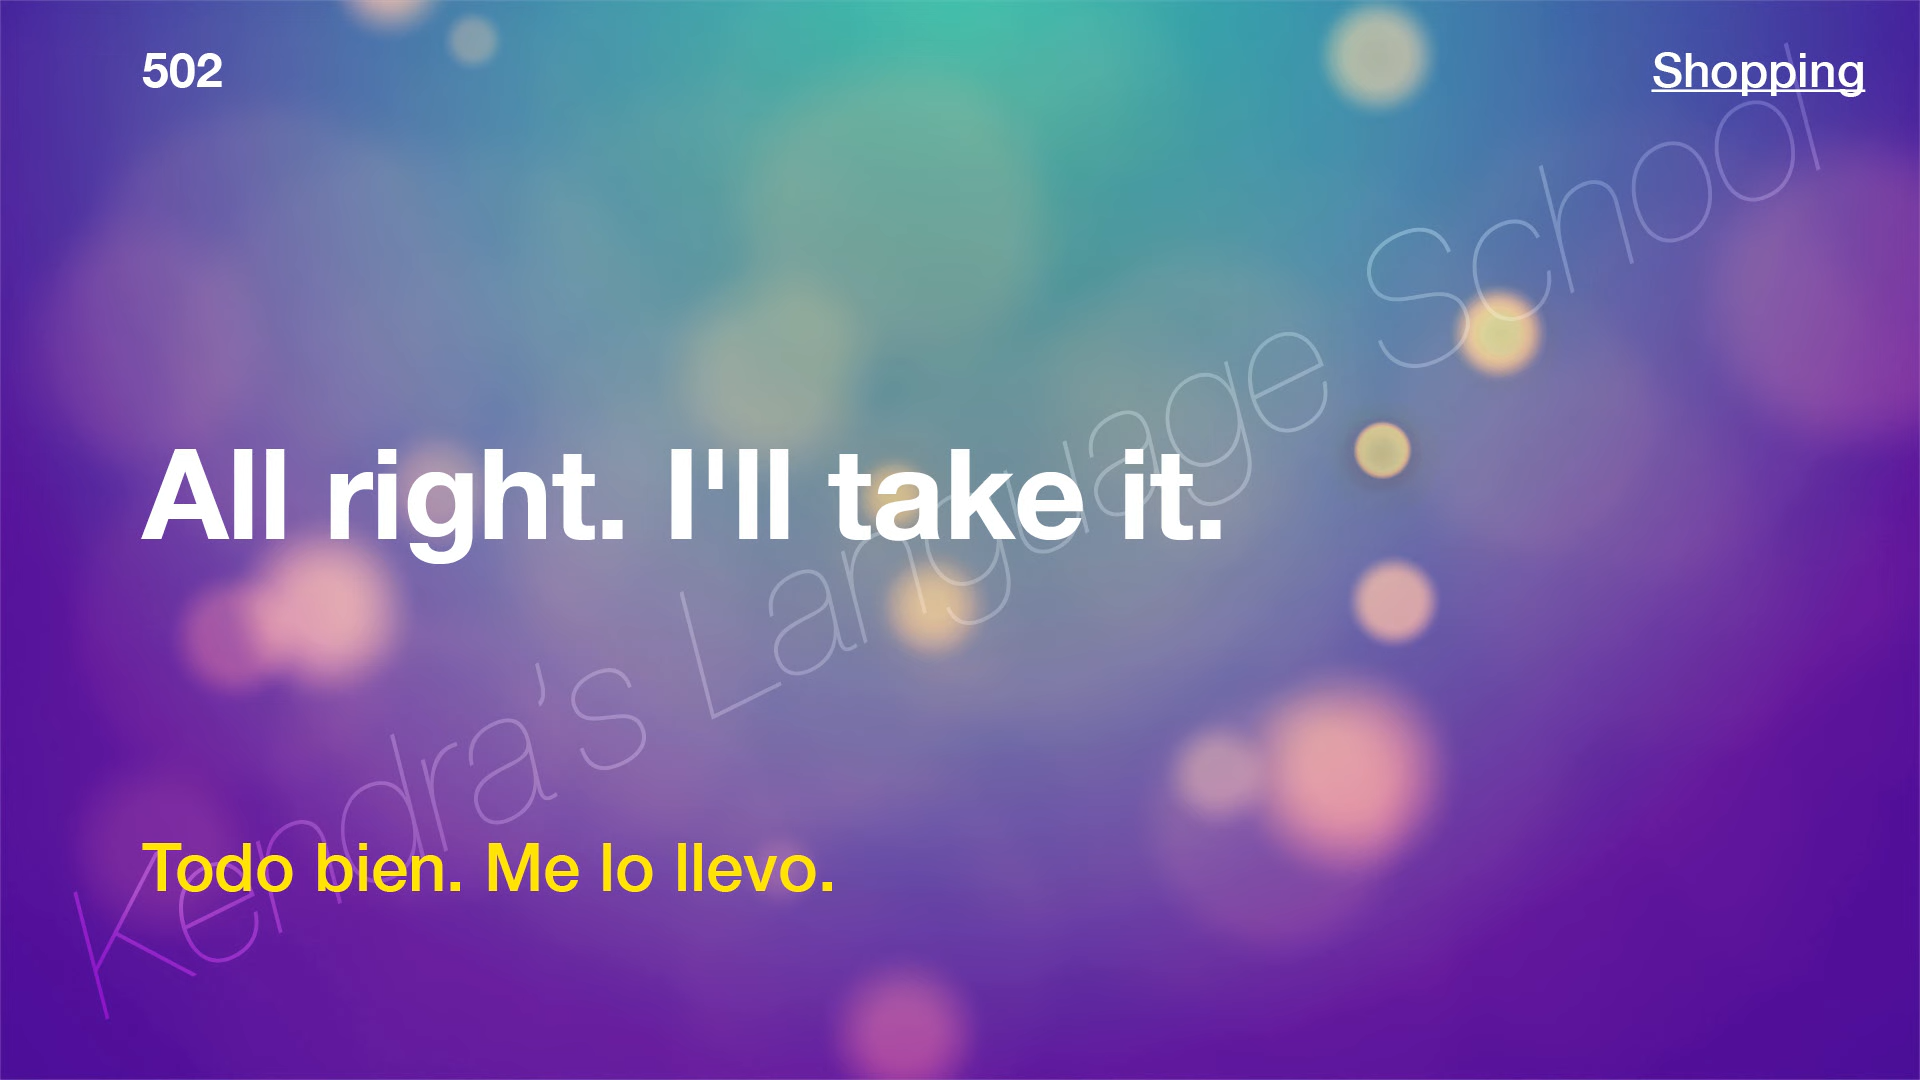 502
Shopping
All right. I'll take it.
Todo bien. Me lo llevo.
Kendra’s Language School